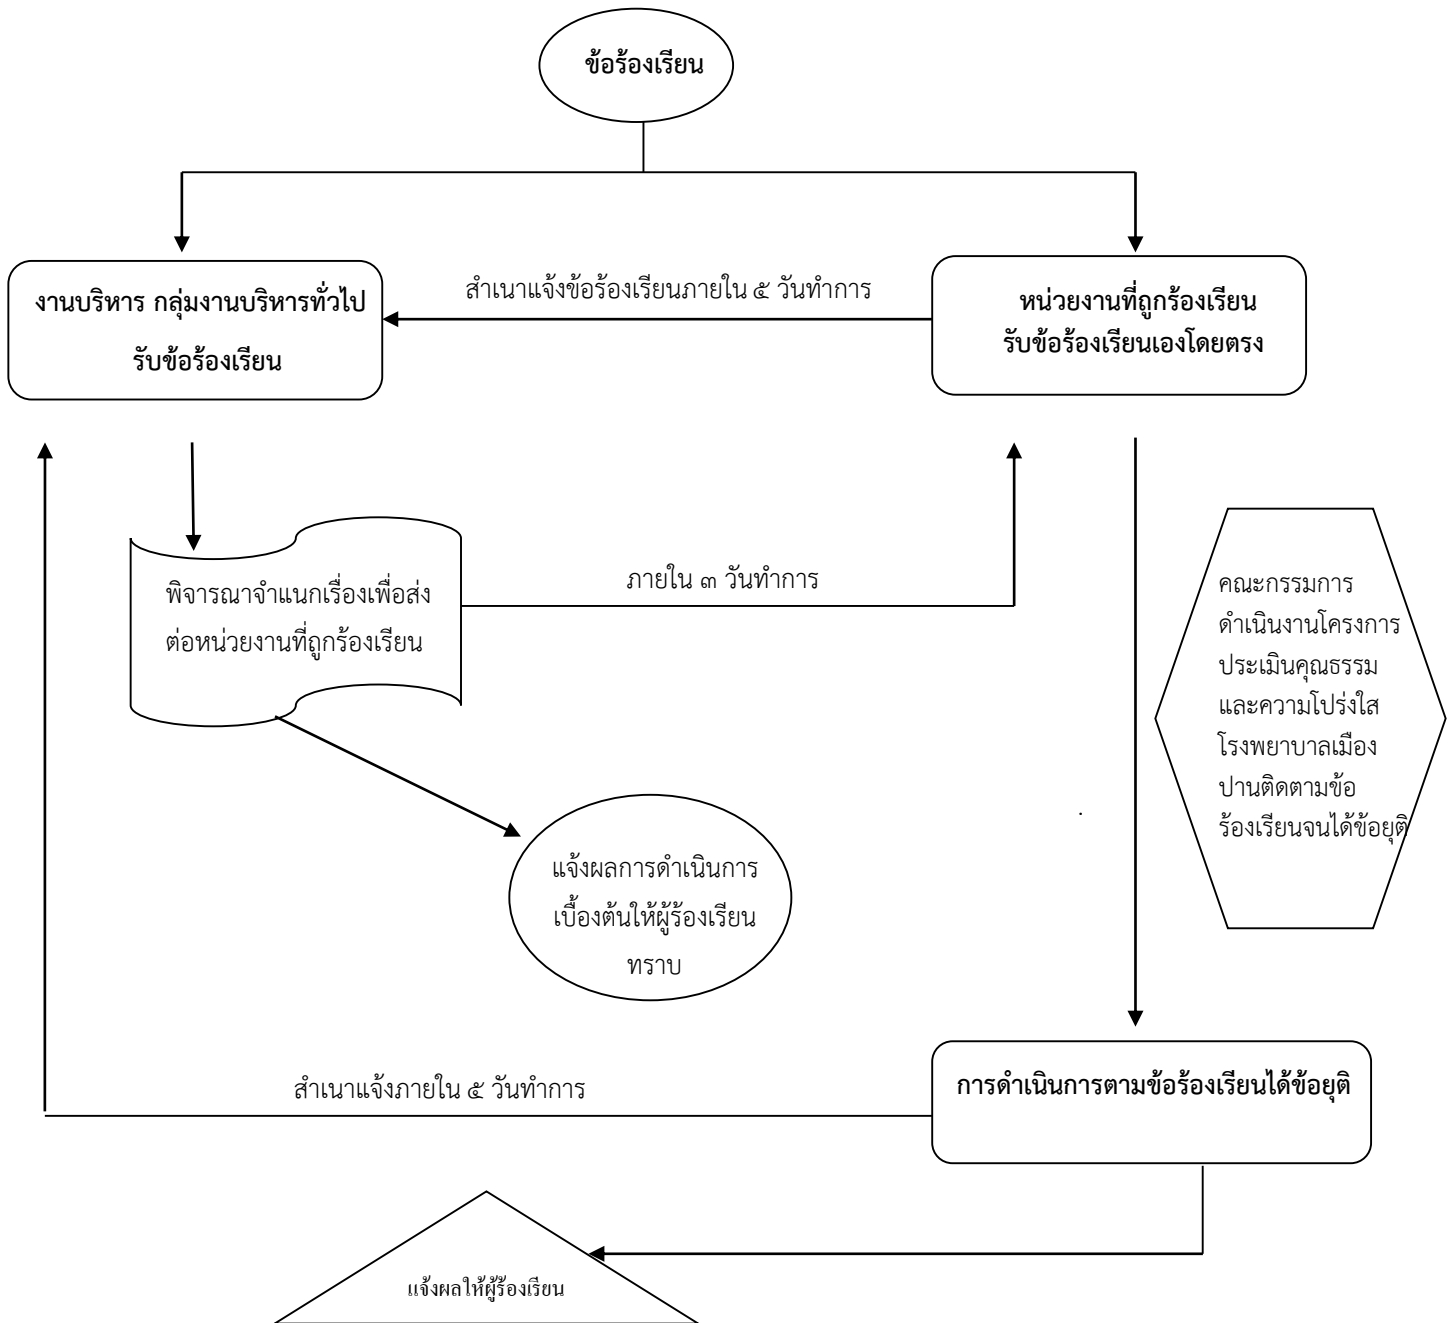 ข้อร้องเรียน
งานบริหาร กลุ่มงานบริหารทั่วไป
รับข้อร้องเรียน
สำเนาแจ้งข้อร้องเรียนภายใน ๕ วันทำการ
หน่วยงานที่ถูกร้องเรียน
รับข้อร้องเรียนเองโดยตรง
พิจารณาจำแนกเรื่องเพื่อส่ง
ต่อหน่วยงานที่ถูกร้องเรียน
ภายใน ๓ วันทำการ
คณะกรรมการ
ดำเนินงานโครงการ
ประเมินคุณธรรม
และความโปร่งใส
โรงพยาบาลเมือง
ปานติดตามข้อ
ร้องเรียนจนได้ข้อยุติ
แจ้งผลการดำเนินการ
เบื้องต้นให้ผู้ร้องเรียน
ทราบ
สำเนาแจ้งภายใน ๕ วันทำการ
การดำเนินการตามข้อร้องเรียนได้ข้อยุติ
แจ้งผลให้ผู้ร้องเรียน